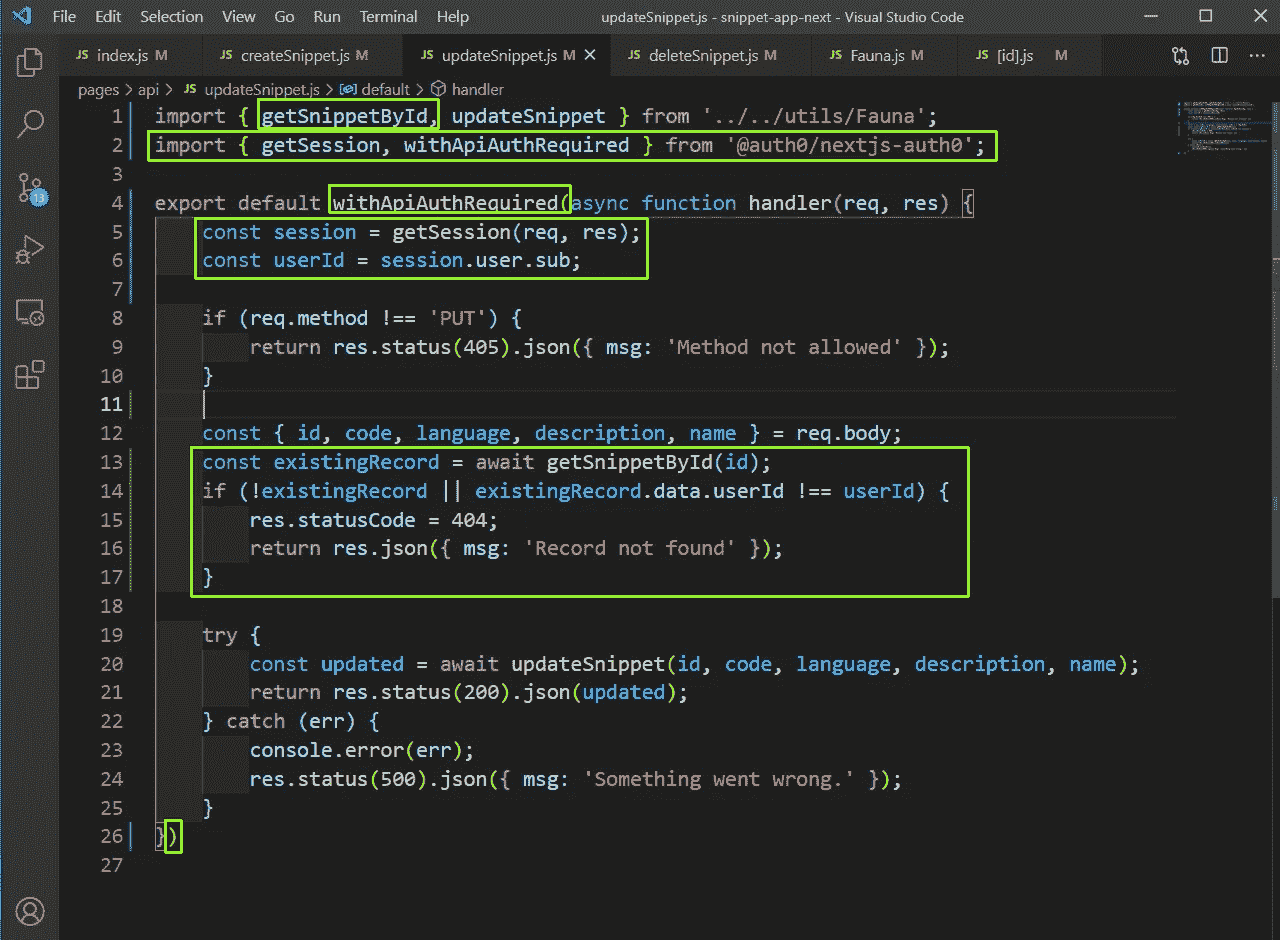 File Edit Selection View Go Run Terminal Help updateSnippet.js - snippet-app-next - Visual Studio Code
JS index.js M JS createSnippet.js M JS updateSnippet.js M JS deleteSnippet.js M JS Fauna.js M JS [id].js M
pages > api > JS updateSnippet.js > default > handler
1 import { getSnippetById, updateSnippet } from '../../utils/Fauna';
2 import { getSession, withApiAuthRequired } from '@auth0/nextjs-auth0';
3
4 export default withApiAuthRequired(async function handler(req, res) {
5 const session = getSession(req, res);
6 const userId = session.user.sub;
7
8 if (req.method !== 'PUT') {
9 return res.status(405).json({ msg: 'Method not allowed' });
10 }
11
12 const { id, code, language, description, name } = req.body;
13 const existingRecord = await getSnippetById(id);
14 if (!existingRecord || existingRecord.data.userId !== userId) {
15 res.statusCode = 404;
16 return res.json({ msg: 'Record not found' });
17 }
18
19 try {
20 const updated = await updateSnippet(id, code, language, description, name);
21 return res.status(200).json(updated);
22 } catch (err) {
23 console.error(err);
24 res.status(500).json({ msg: 'Something went wrong.' });
25 }
26 })
27
13